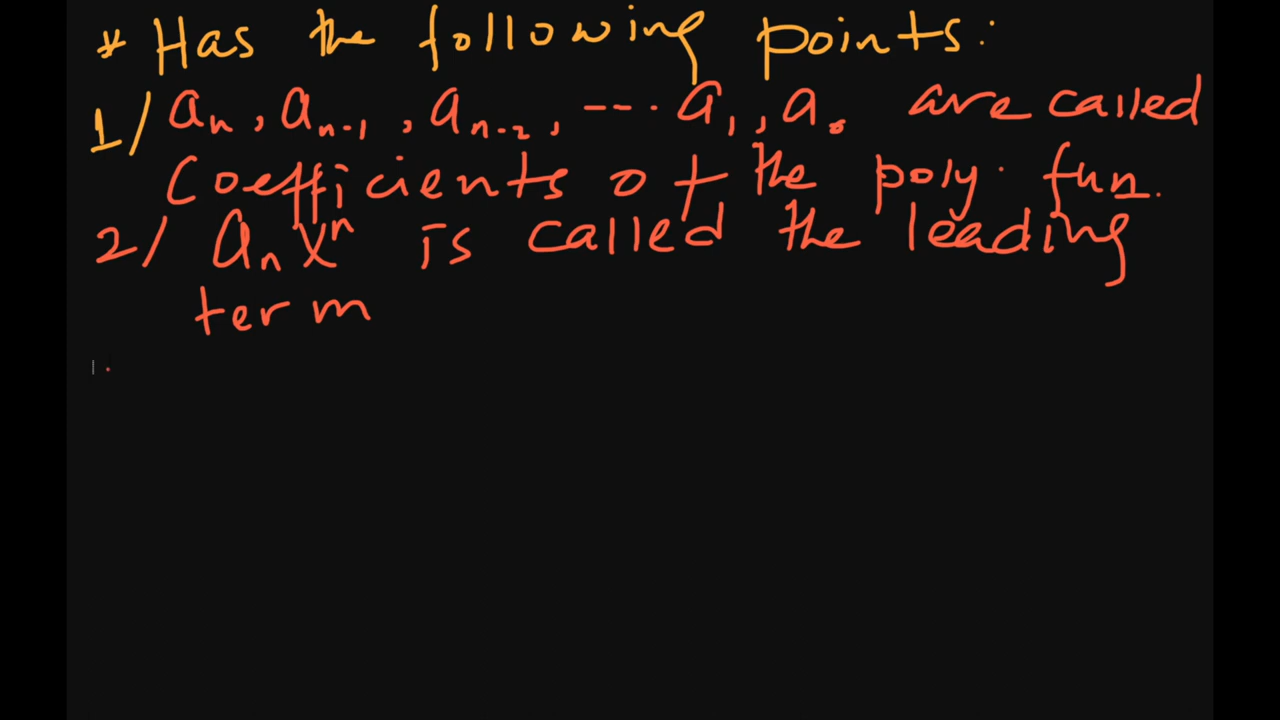 * Has the following points:
1/ aₙ, aₙ₋₁, aₙ₋₂, --- a₁, a₀ are called
Coefficients of the poly. fun.
2/ aₙxⁿ is called the leading
term